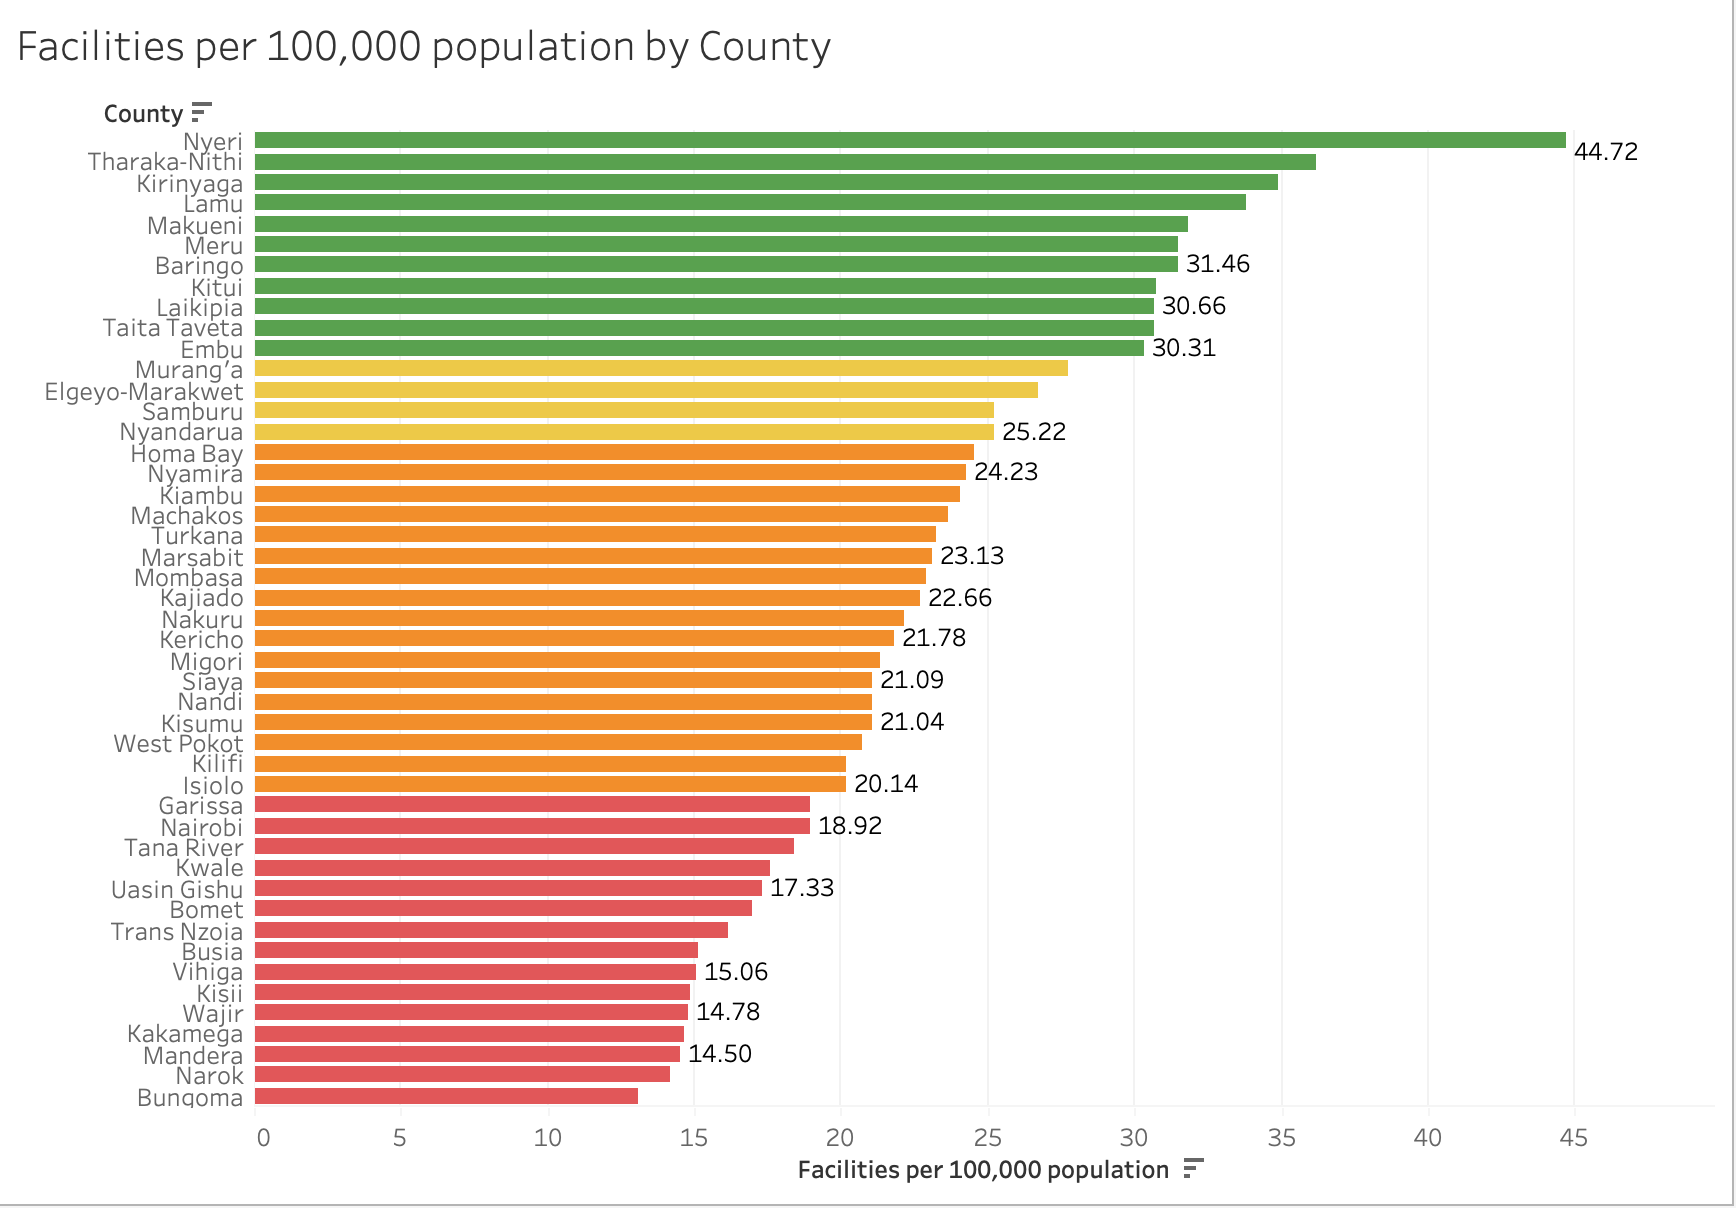 Facilities per 100,000 population by County
County
Nyeri 44.72
Tharaka-Nithi
Kirinyaga
Lamu
Makueni
Meru
Baringo 31.46
Kitui
Laikipia 30.66
Taita Taveta
Embu 30.31
Murang’a
Elgeyo-Marakwet
Samburu
Nyandarua 25.22
Homa Bay
Nyamira 24.23
Kiambu
Machakos
Turkana
Marsabit 23.13
Mombasa
Kajiado 22.66
Nakuru
Kericho 21.78
Migori
Siaya 21.09
Nandi
Kisumu 21.04
West Pokot
Kilifi
Isiolo 20.14
Garissa
Nairobi 18.92
Tana River
Kwale
Uasin Gishu 17.33
Bomet
Trans Nzoia
Busia
Vihiga 15.06
Kisii
Wajir 14.78
Kakamega
Mandera 14.50
Narok
Bungoma
0 5 10 15 20 25 30 35 40 45
Facilities per 100,000 population